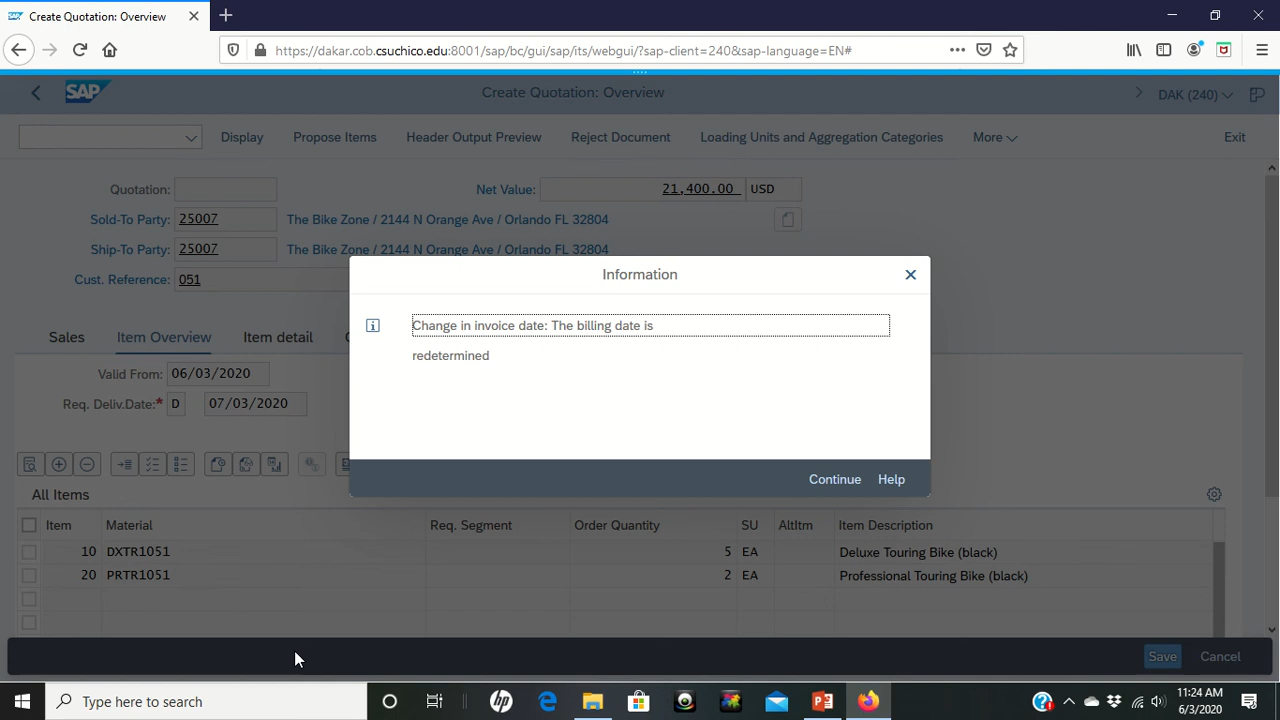 Create Quotation: Overview
https://dakar.cob.csuchico.edu:8001/sap/bc/gui/sap/its/webgui/?sap-client=240&sap-language=EN#
SAP
Create Quotation: Overview
DAK (240)
Display
Propose Items
Header Output Preview
Reject Document
Loading Units and Aggregation Categories
More
Exit
Quotation:
Net Value: 21,400.00 USD
Sold-To Party: 25007 The Bike Zone / 2144 N Orange Ave / Orlando FL 32804
Ship-To Party: 25007 The Bike Zone / 2144 N Orange Ave / Orlando FL 32804
Cust. Reference: 051
Information
Change in invoice date: The billing date is
redetermined
Continue Help
Sales Item Overview Item detail
Valid From: 06/03/2020
Req. Deliv.Date:* D 07/03/2020
All Items
Item Material Req. Segment Order Quantity SU AltItm Item Description
10 DXTR1051 5 EA Deluxe Touring Bike (black)
20 PRTR1051 2 EA Professional Touring Bike (black)
Save Cancel
Type here to search
11:24 AM
6/3/2020